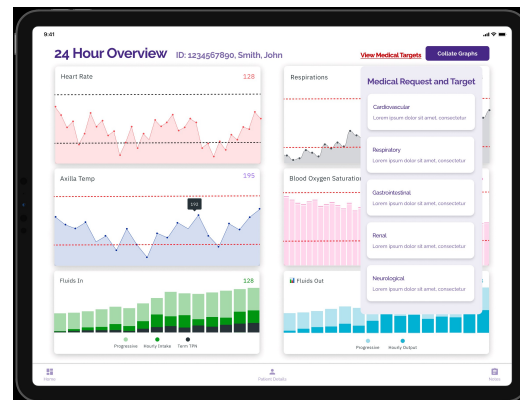 9:41
24 Hour Overview ID: 1234567890, Smith, John
View Medical Targets
Collate Graphs
Heart Rate 128
Respirations
Medical Request and Target
Cardiovascular
Lorem ipsum dolor sit amet, consectetur
Respiratory
Lorem ipsum dolor sit amet, consectetur
Gastrointestinal
Lorem ipsum dolor sit amet, consectetur
Renal
Lorem ipsum dolor sit amet, consectetur
Neurological
Lorem ipsum dolor sit amet, consectetur
Axilla Temp 195
Blood Oxygen Saturation
Fluids In 128
Progressive Hourly Intake Term TPN
Fluids Out
Progressive Hourly Output
Home
Patient Details
Notes